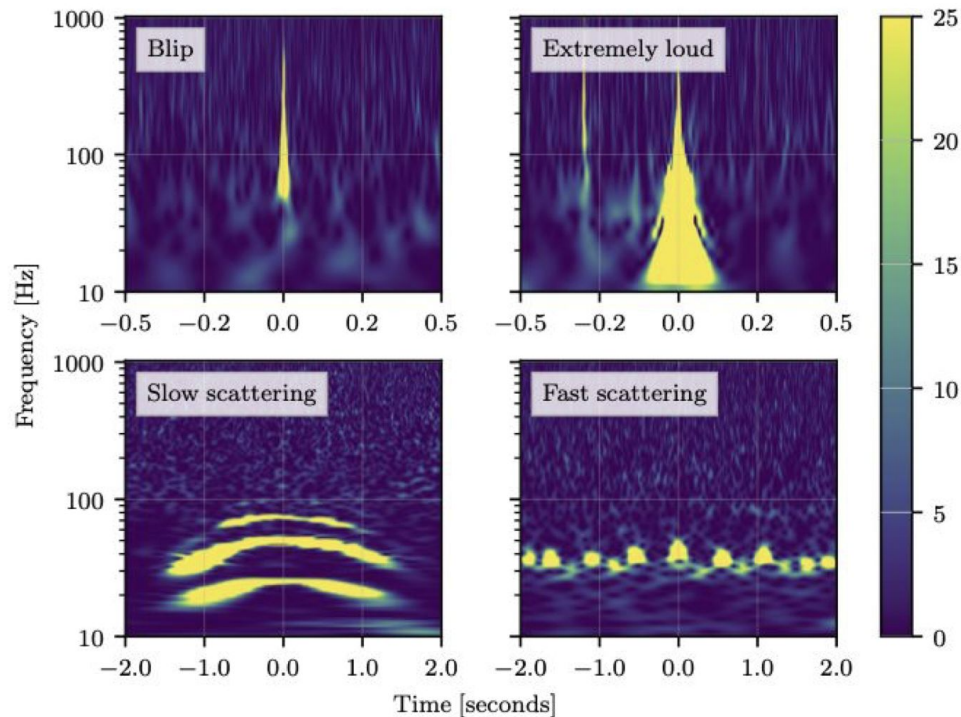 1000
Blip
100
10
−0.5 −0.2 0.0 0.2 0.5
Extremely loud
−0.5 −0.2 0.0 0.2 0.5
1000
Slow scattering
100
10
−2.0 −1.0 0.0 1.0 2.0
Fast scattering
−2.0 −1.0 0.0 1.0 2.0
Frequency [Hz]
Time [seconds]
25
20
15
10
5
0